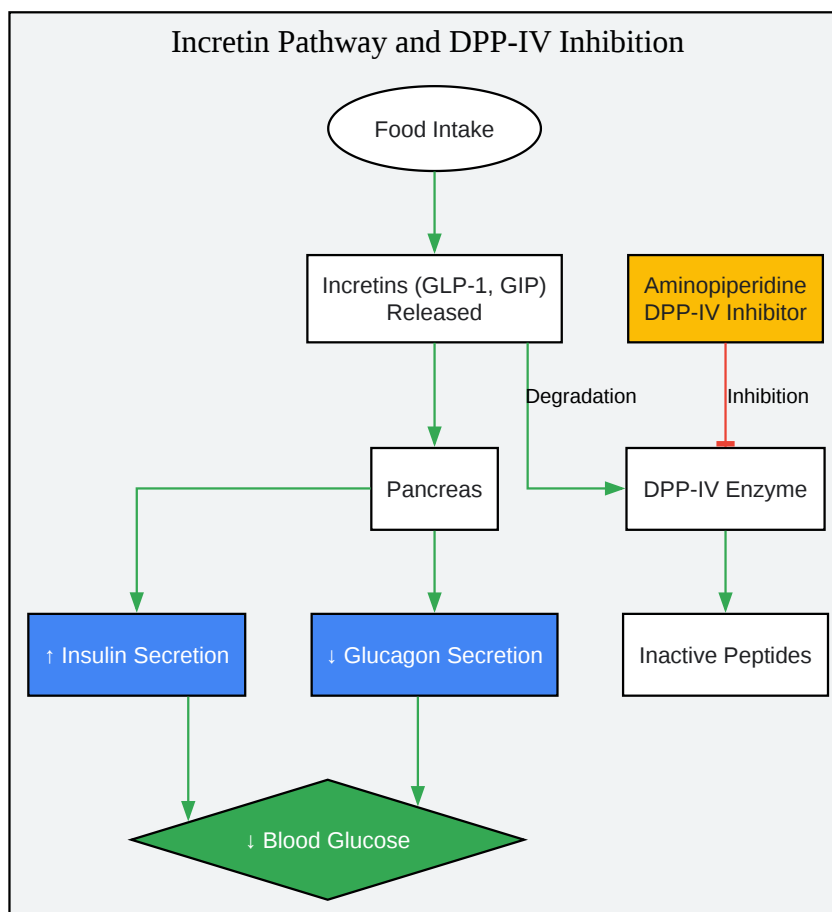 Incretin Pathway and DPP-IV Inhibition
Food Intake
Incretins (GLP-1, GIP)
Released
Aminopiperidine
DPP-IV Inhibitor
Degradation
Inhibition
Pancreas
DPP-IV Enzyme
↑ Insulin Secretion
↓ Glucagon Secretion
Inactive Peptides
↓ Blood Glucose